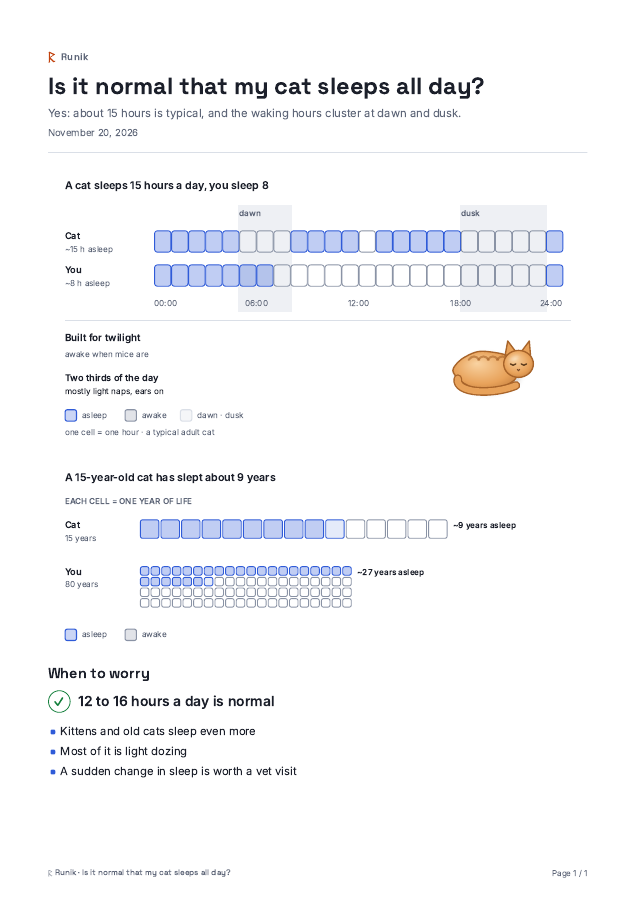 Runik
Is it normal that my cat sleeps all day?
Yes: about 15 hours is typical, and the waking hours cluster at dawn and dusk.
November 20, 2026
A cat sleeps 15 hours a day, you sleep 8
dawn
dusk
Cat
~15 h asleep
You
~8 h asleep
00:00
06:00
12:00
18:00
24:00
Built for twilight
awake when mice are
Two thirds of the day
mostly light naps, ears on
asleep
awake
dawn · dusk
one cell = one hour · a typical adult cat
A 15-year-old cat has slept about 9 years
EACH CELL = ONE YEAR OF LIFE
Cat
15 years
~9 years asleep
You
80 years
~27 years asleep
asleep
awake
When to worry
12 to 16 hours a day is normal
Kittens and old cats sleep even more
Most of it is light dozing
A sudden change in sleep is worth a vet visit
Runik · Is it normal that my cat sleeps all day?
Page 1 / 1